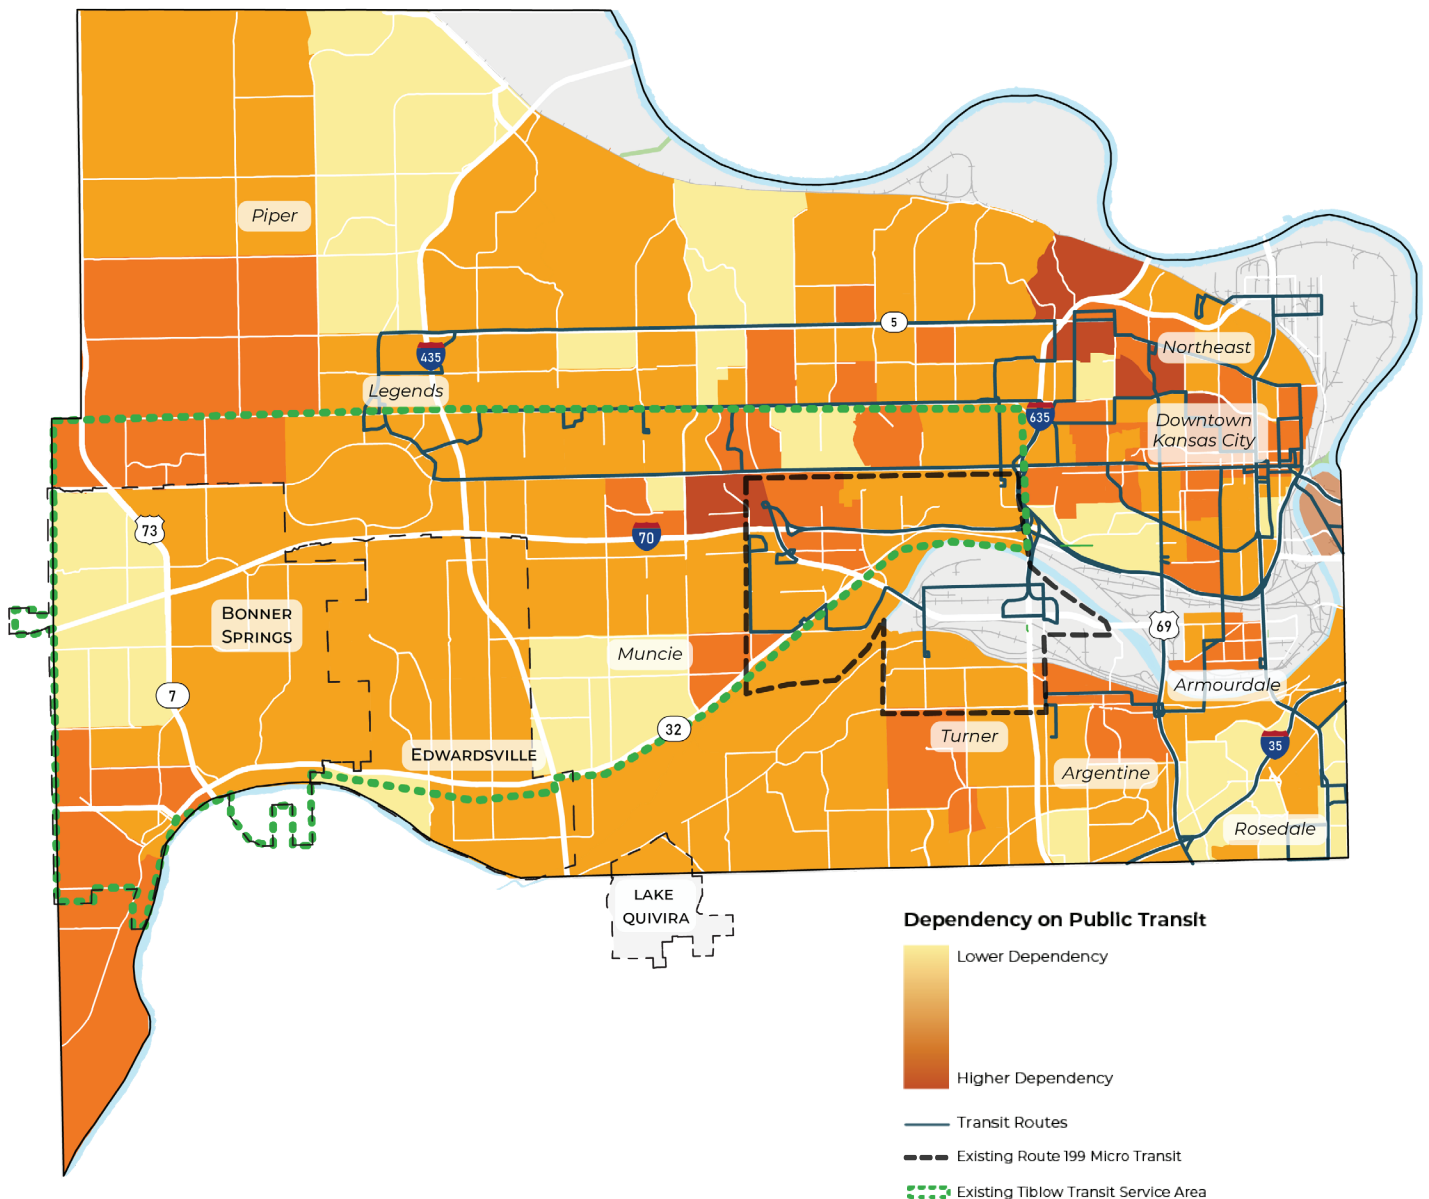 Piper
5
435
Northeast
Legends
635
Downtown
Kansas City
73
70
BONNER
SPRINGS
69
Muncie
Armourdale
7
32
Turner
35
EDWARDSVILLE
Argentine
Rosedale
LAKE
QUIVIRA
Dependency on Public Transit
Lower Dependency
Higher Dependency
Transit Routes
Existing Route 199 Micro Transit
Existing Tiblow Transit Service Area